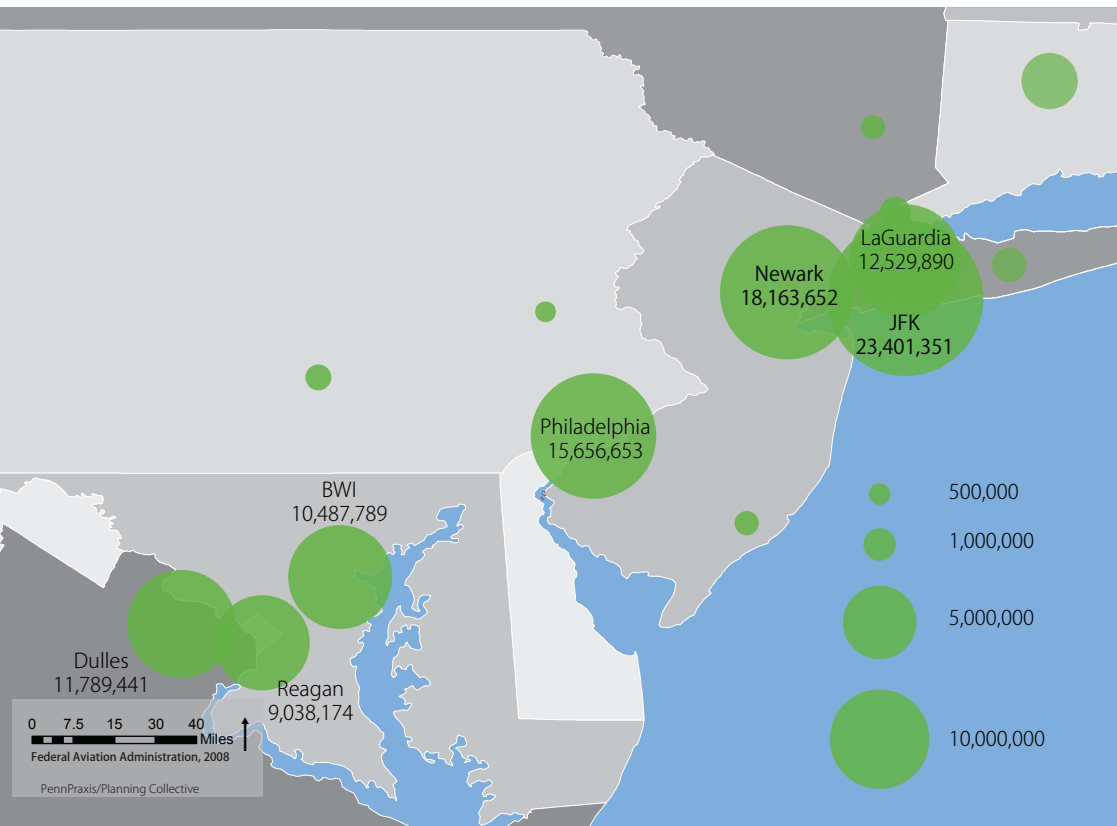 LaGuardia
12,529,890
Newark
18,163,652
JFK
23,401,351
Philadelphia
15,656,653
BWI
10,487,789
500,000
1,000,000
5,000,000
10,000,000
Dulles
11,789,441
Reagan
9,038,174
0 7.5 15 30 40 Miles
Federal Aviation Administration, 2008
PennPraxis/Planning Collective